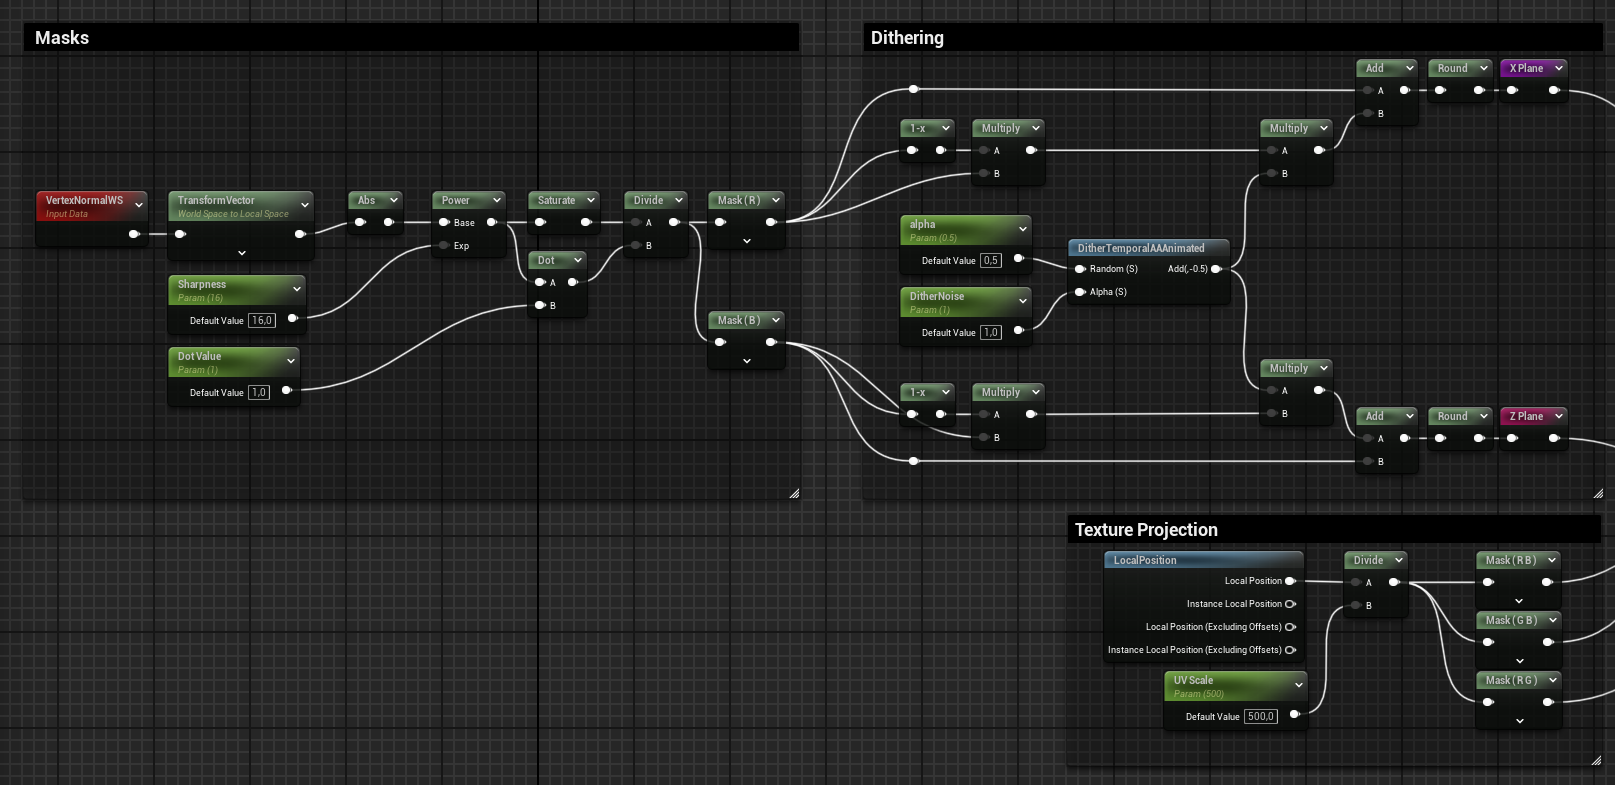 Masks
VertexNormalWS
Input Data
TransformVector
World Space to Local Space
Abs
Power
Base
Exp
Saturate
Divide
A
B
Mask ( R )
Dot
A
B
Sharpness
Param (16)
Default Value 16,0
Dot Value
Param (1)
Default Value 1,0
Mask ( B )
Dithering
Add
A
B
Round
X Plane
1-x
Multiply
A
B
Multiply
A
B
alpha
Param (0.5)
Default Value 0,5
DitherTemporalAAAnimated
Random (S) Add(,-0.5)
Alpha (S)
DitherNoise
Param (1)
Default Value 1,0
1-x
Multiply
A
B
Multiply
A
B
Add
A
B
Round
Z Plane
Texture Projection
LocalPosition
Local Position
Instance Local Position
Local Position (Excluding Offsets)
Instance Local Position (Excluding Offsets)
Divide
A
B
UV Scale
Param (500)
Default Value 500,0
Mask ( R B )
Mask ( G B )
Mask ( R G )